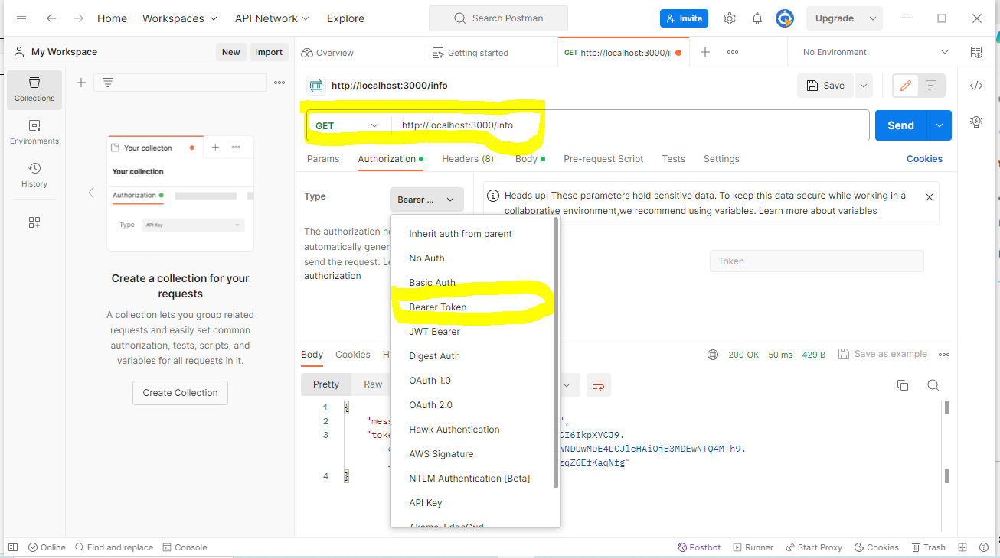 Home Workspaces API Network Explore Search Postman Invite Upgrade
My Workspace New Import Overview Getting started GET http://localhost:3000/i No Environment
Collections
Environments
History
Your collecton
Your collection
Authorization
Type API Key
Create a collection for your
requests
A collection lets you group related
requests and easily set common
authorization, tests, scripts, and
variables for all requests in it.
Create Collection
HTTP http://localhost:3000/info Save
GET http://localhost:3000/info Send
Params Authorization Headers (8) Body Pre-request Script Tests Settings Cookies
Type Bearer ...
Heads up! These parameters hold sensitive data. To keep this data secure while working in a
collaborative environment,we recommend using variables. Learn more about variables
The authorization
automatically
send the request.
authorization
Token
Inherit auth from parent
No Auth
Basic Auth
Bearer Token
JWT Bearer
Digest Auth
OAuth 1.0
OAuth 2.0
Hawk Authentication
AWS Signature
NTLM Authentication [Beta]
API Key
Akamai EdgeGrid
Body Cookies H 200 OK 50 ms 429 B Save as example
Pretty Raw
1 {
2 "mess ",
3 "toke CI6IkpXVCJ9.
wNDUwMDE4LCJleHAiOjE3MDEwNTQ4MTh9.
zqZ6EfKaqNfg"
4 }
Online Find and replace Console Postbot Runner Start Proxy Cookies Trash